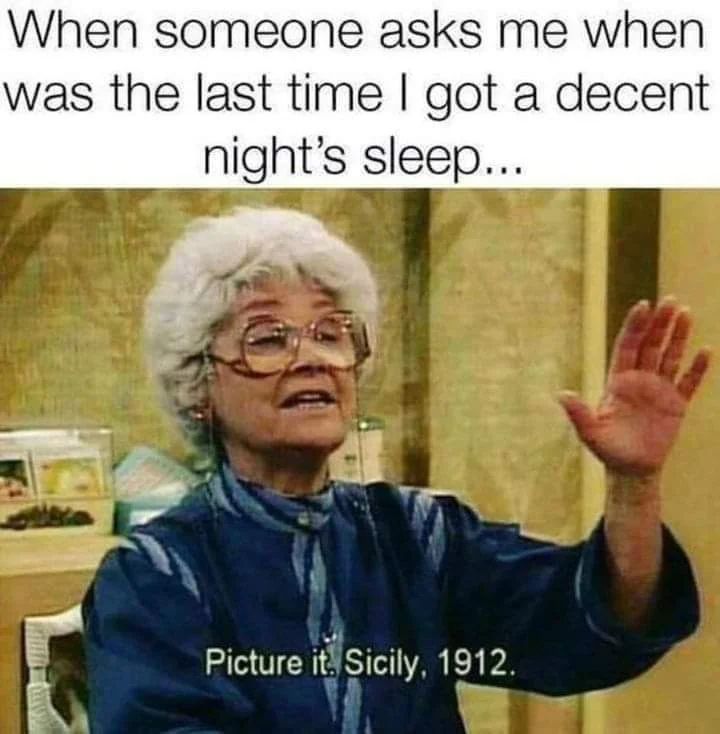 When someone asks me when
was the last time I got a decent
night's sleep...
Picture it. Sicily, 1912.